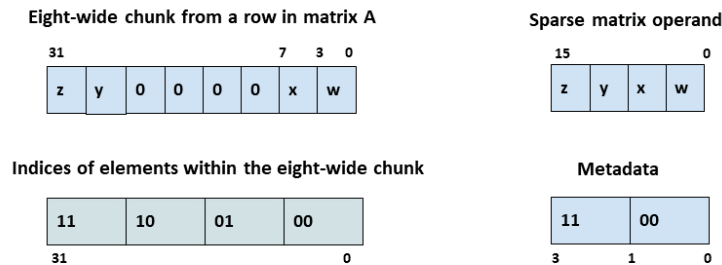 Eight-wide chunk from a row in matrix A
31 7 3 0
z y 0 0 0 0 x w
Sparse matrix operand
15 0
z y x w
Indices of elements within the eight-wide chunk
11 10 01 00
31 0
Metadata
11 00
3 1 0